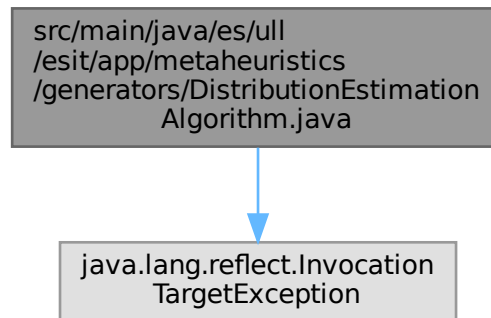 src/main/java/es/ull
/esit/app/metaheuristics
/generators/DistributionEstimation
Algorithm.java
java.lang.reflect.Invocation
TargetException